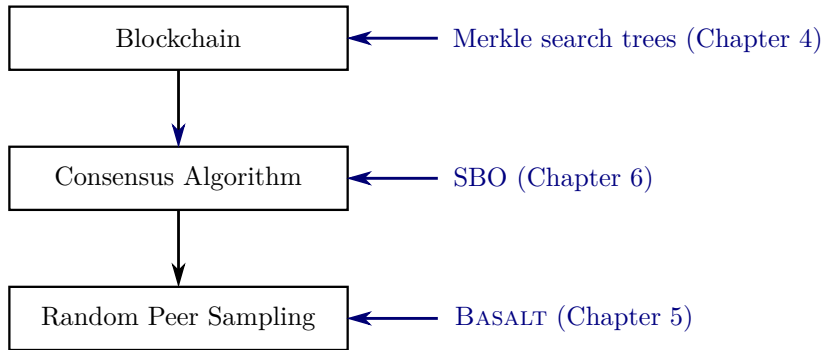 Blockchain
Merkle search trees (Chapter 4)
Consensus Algorithm
SBO (Chapter 6)
Random Peer Sampling
BASALT (Chapter 5)